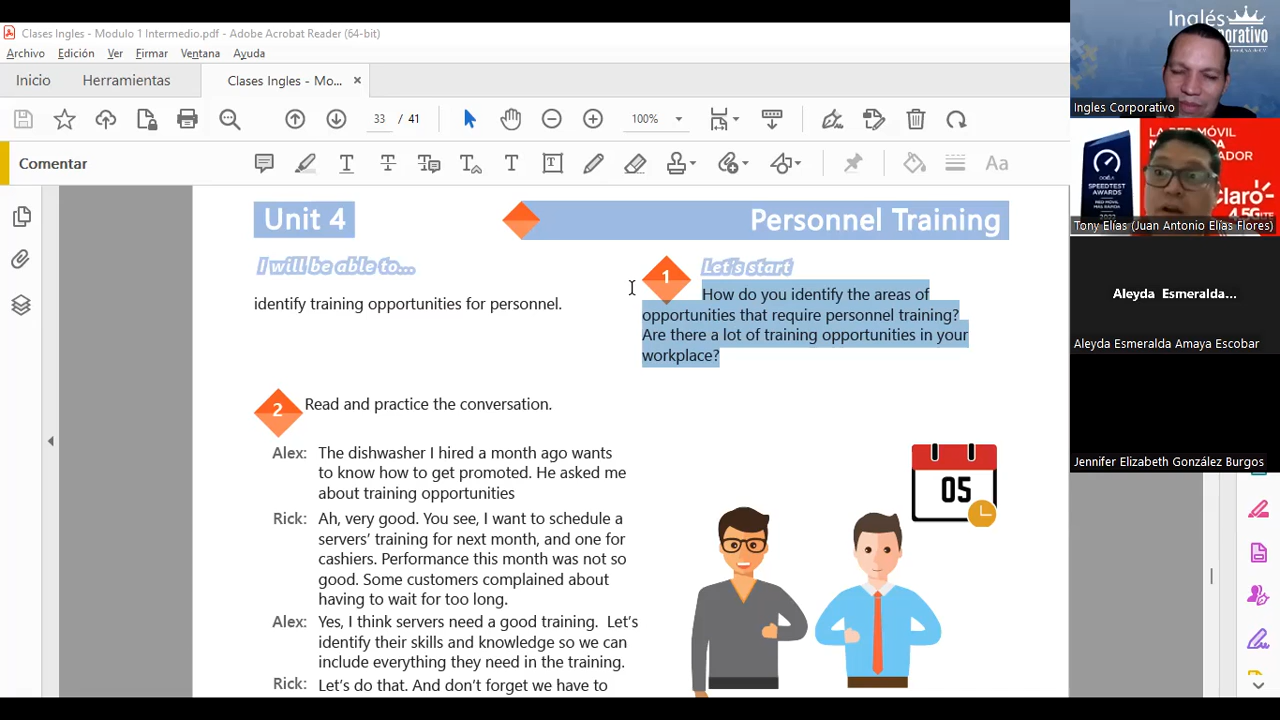 Clases Ingles - Modulo 1 Intermedio.pdf - Adobe Acrobat Reader (64-bit)
Archivo Edición Ver Firmar Ventana Ayuda
Inicio Herramientas Clases Ingles - Mo... ×
33 / 41 100%
Comentar
Unit 4 Personnel Training
I will be able to...
identify training opportunities for personnel.
1 Let's start
How do you identify the areas of
opportunities that require personnel training?
Are there a lot of training opportunities in your
workplace?
2 Read and practice the conversation.
Alex: The dishwasher I hired a month ago wants
to know how to get promoted. He asked me
about training opportunities
Rick: Ah, very good. You see, I want to schedule a
servers' training for next month, and one for
cashiers. Performance this month was not so
good. Some customers complained about
having to wait for too long.
Alex: Yes, I think servers need a good training. Let's
identify their skills and knowledge so we can
include everything they need in the training.
Rick: Let's do that. And don't forget we have to
05
Inglés
Corporativo
Ingles Corporativo
LA RED MÓVIL
SPEEDTEST
AWARDS
Claro
4.5G LTE
Tony Elías (Juan Antonio Elías Flores)
Aleyda Esmeralda...
Aleyda Esmeralda Amaya Escobar
Jennifer Elizabeth González Burgos